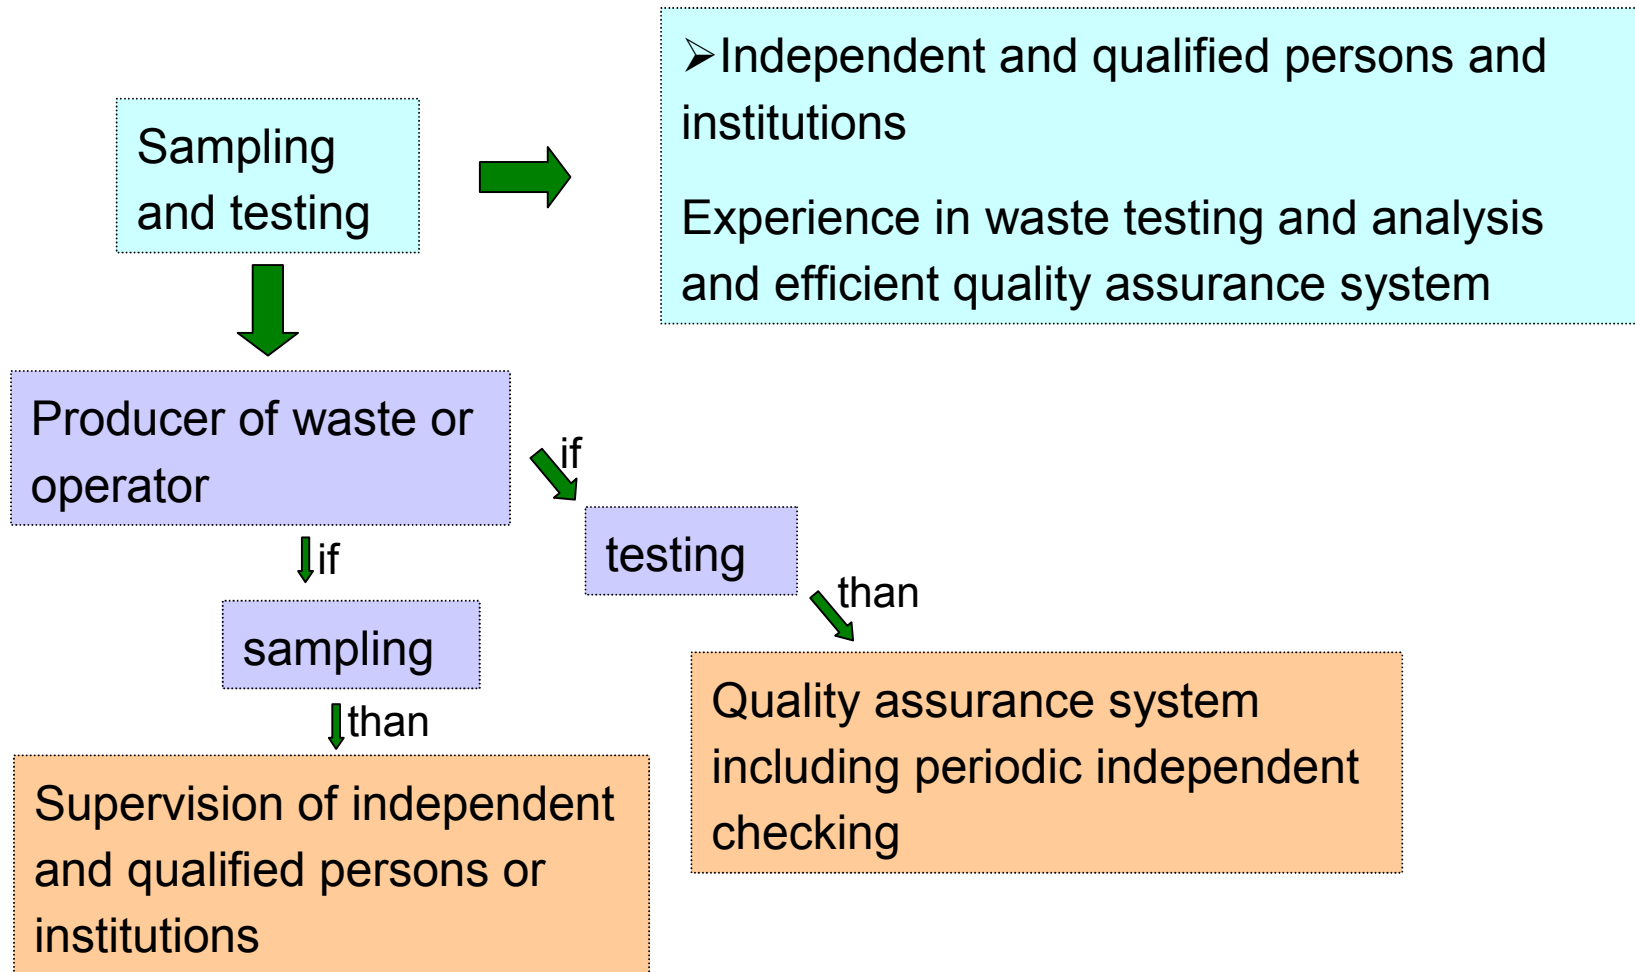 ➢Independent and qualified persons and
institutions
Experience in waste testing and analysis
and efficient quality assurance system
Sampling
and testing
Producer of waste or
operator
if
testing
than
Quality assurance system
including periodic independent
checking
if
sampling
than
Supervision of independent
and qualified persons or
institutions